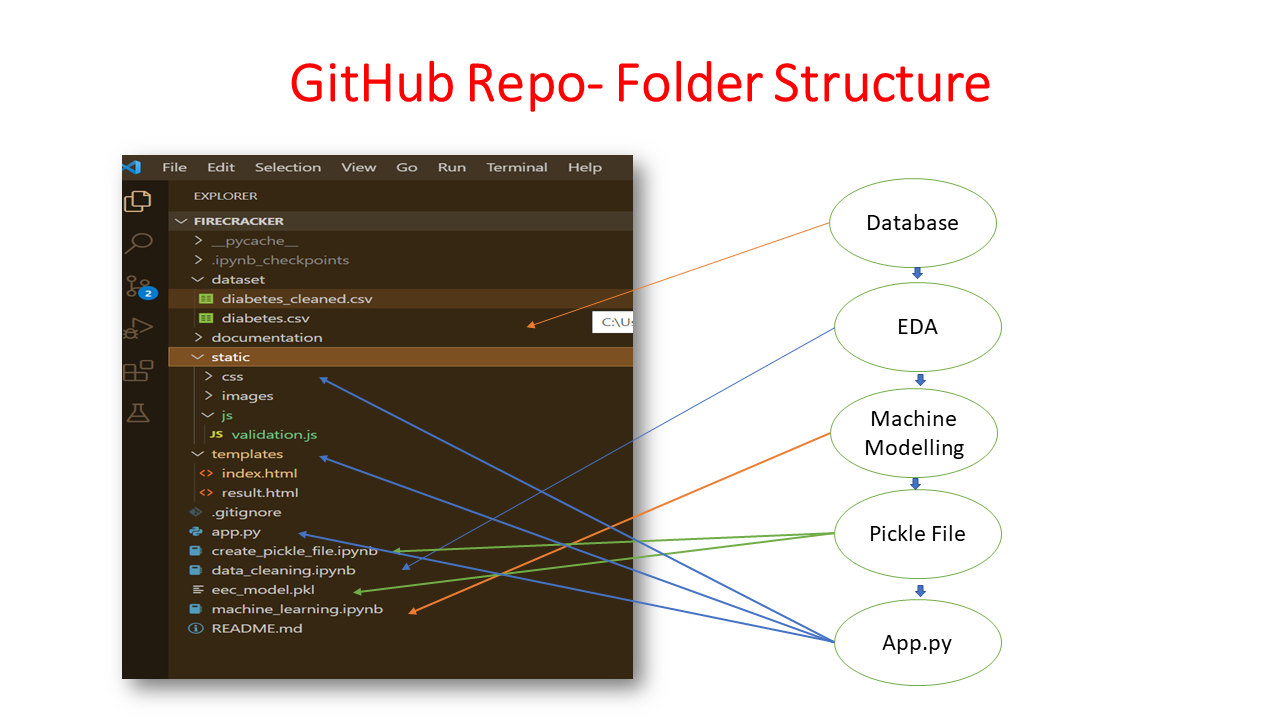 GitHub Repo- Folder Structure
File Edit Selection View Go Run Terminal Help
EXPLORER
FIRECRACKER
__pycache__
.ipynb_checkpoints
dataset
diabetes_cleaned.csv
diabetes.csv
C:\Us
documentation
static
css
images
js
JS validation.js
templates
<> index.html
<> result.html
.gitignore
app.py
create_pickle_file.ipynb
data_cleaning.ipynb
eec_model.pkl
machine_learning.ipynb
README.md
2
Database
EDA
Machine
Modelling
Pickle File
App.py